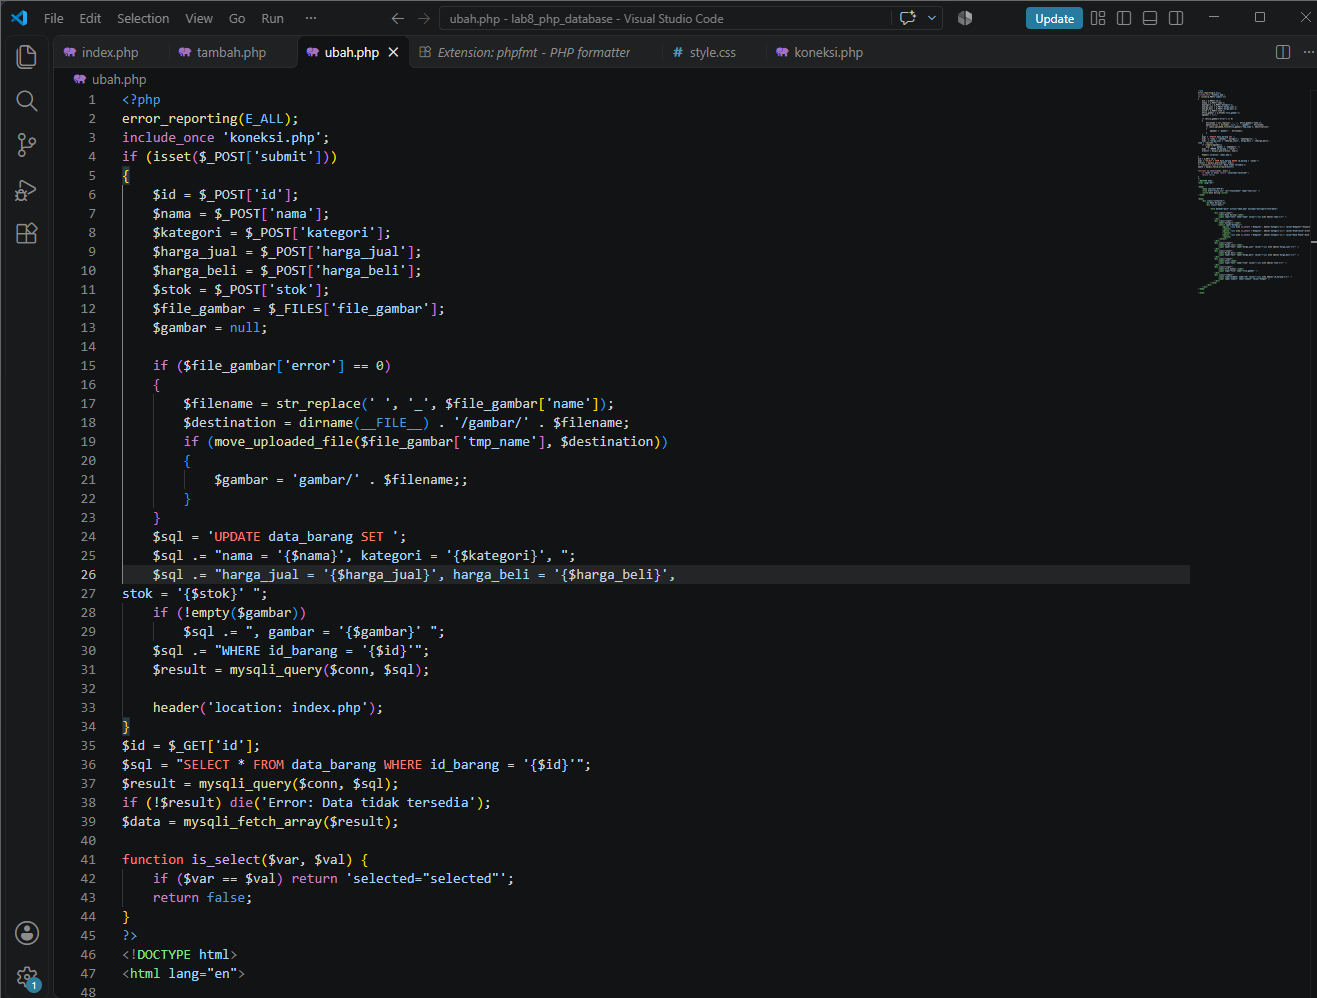 File Edit Selection View Go Run ··· ubah.php - lab8_php_database - Visual Studio Code Update
index.php tambah.php ubah.php Extension: phpfmt - PHP formatter # style.css koneksi.php ···
ubah.php
1 <?php
2 error_reporting(E_ALL);
3 include_once 'koneksi.php';
4 if (isset($_POST['submit']))
5 {
6     $id = $_POST['id'];
7     $nama = $_POST['nama'];
8     $kategori = $_POST['kategori'];
9     $harga_jual = $_POST['harga_jual'];
10     $harga_beli = $_POST['harga_beli'];
11     $stok = $_POST['stok'];
12     $file_gambar = $_FILES['file_gambar'];
13     $gambar = null;
14
15     if ($file_gambar['error'] == 0)
16     {
17         $filename = str_replace(' ', '_', $file_gambar['name']);
18         $destination = dirname(__FILE__) . '/gambar/' . $filename;
19         if (move_uploaded_file($file_gambar['tmp_name'], $destination))
20         {
21             $gambar = 'gambar/' . $filename;;
22         }
23     }
24     $sql = 'UPDATE data_barang SET ';
25     $sql .= "nama = '{$nama}', kategori = '{$kategori}', ";
26     $sql .= "harga_jual = '{$harga_jual}', harga_beli = '{$harga_beli}',
27 stok = '{$stok}' ";
28     if (!empty($gambar))
29         $sql .= ", gambar = '{$gambar}' ";
30     $sql .= "WHERE id_barang = '{$id}'";
31     $result = mysqli_query($conn, $sql);
32
33     header('location: index.php');
34 }
35 $id = $_GET['id'];
36 $sql = "SELECT * FROM data_barang WHERE id_barang = '{$id}'";
37 $result = mysqli_query($conn, $sql);
38 if (!$result) die('Error: Data tidak tersedia');
39 $data = mysqli_fetch_array($result);
40
41 function is_select($var, $val) {
42     if ($var == $val) return 'selected="selected"';
43     return false;
44 }
45 ?>
46 <!DOCTYPE html>
47 <html lang="en">
48
1